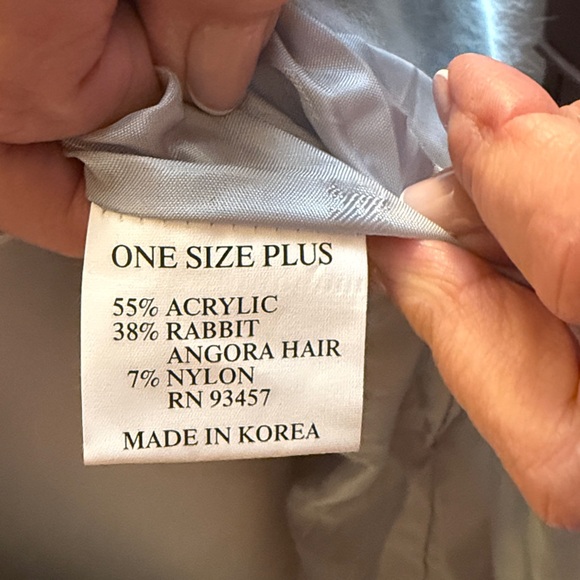 ONE SIZE PLUS
55% ACRYLIC
38% RABBIT
ANGORA HAIR
7% NYLON
RN 93457
MADE IN KOREA